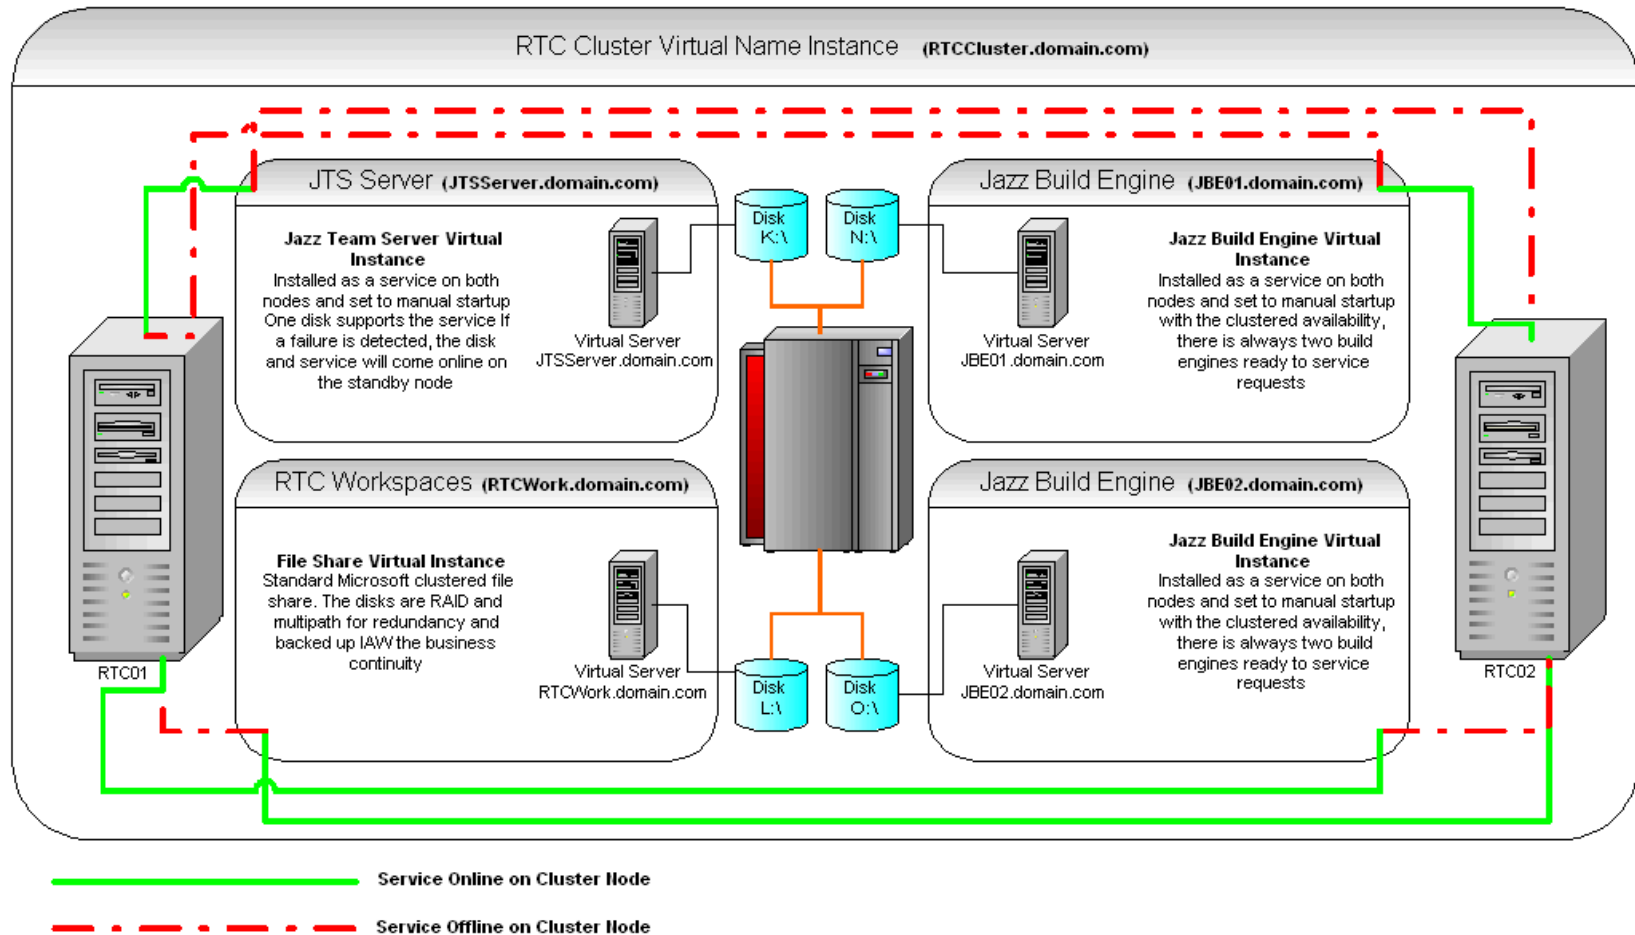 RTC Cluster Virtual Name Instance (RTCCluster.domain.com)
JTS Server (JTSServer.domain.com)
Jazz Team Server Virtual
Instance
Installed as a service on both
nodes and set to manual startup
One disk supports the service If
a failure is detected, the disk
and service will come online on
the standby node
Virtual Server
JTSServer.domain.com
Disk
K:\
Disk
N:\
Jazz Build Engine (JBE01.domain.com)
Virtual Server
JBE01.domain.com
Jazz Build Engine Virtual
Instance
Installed as a service on both
nodes and set to manual startup
with the clustered availability,
there is always two build
engines ready to service
requests
RTC01
RTC Workspaces (RTCWork.domain.com)
File Share Virtual Instance
Standard Microsoft clustered file
share. The disks are RAID and
multipath for redundancy and
backed up IAW the business
continuity
Virtual Server
RTCWork.domain.com
Disk
L:\
Disk
O:\
Jazz Build Engine (JBE02.domain.com)
Virtual Server
JBE02.domain.com
Jazz Build Engine Virtual
Instance
Installed as a service on both
nodes and set to manual startup
with the clustered availability,
there is always two build
engines ready to service
requests
RTC02
Service Online on Cluster Node
Service Offline on Cluster Node